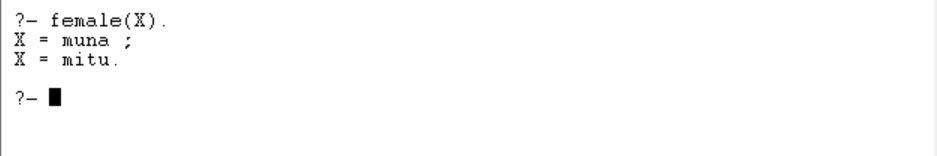 ?- female(X).
X = muna ;
X = mitu.
?-